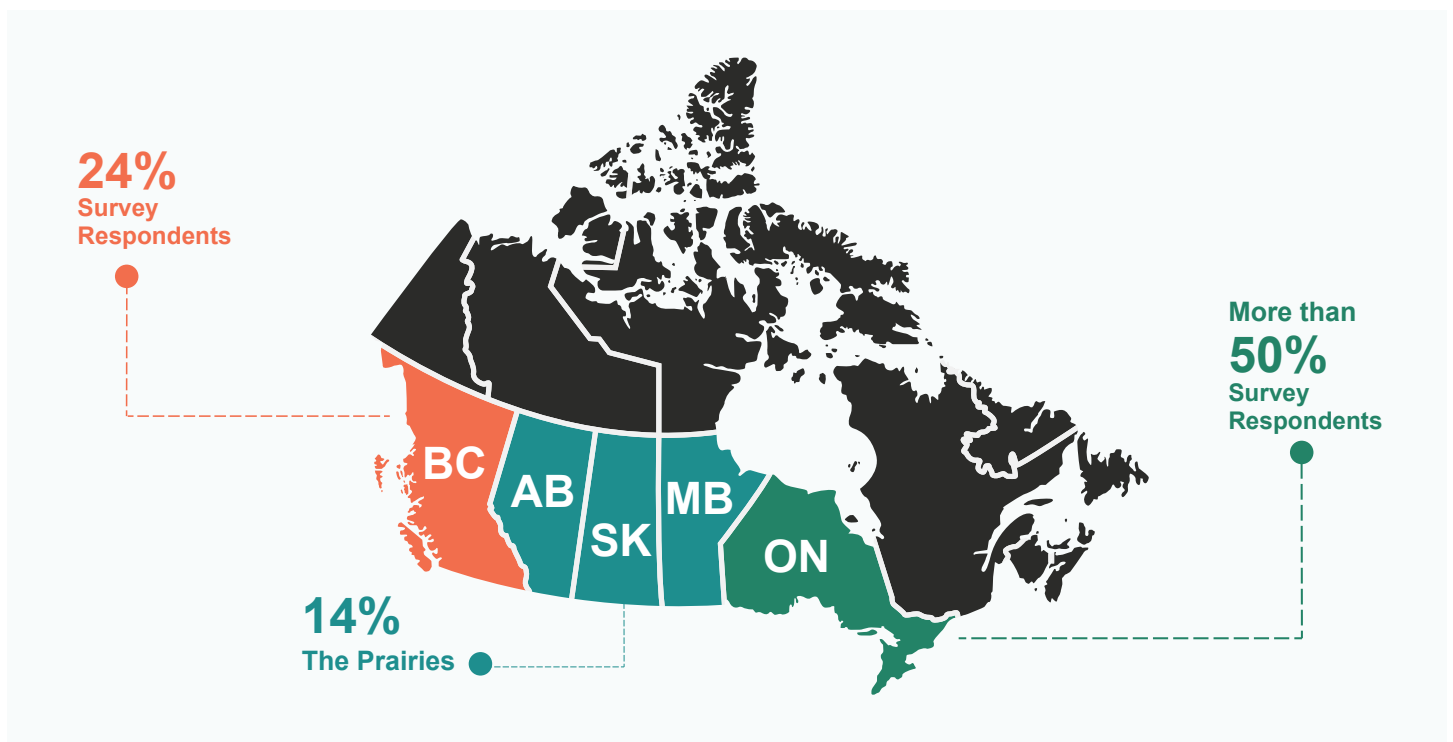 24%
Survey
Respondents
More than
50%
Survey
Respondents
BC
AB
SK
MB
ON
14%
The Prairies